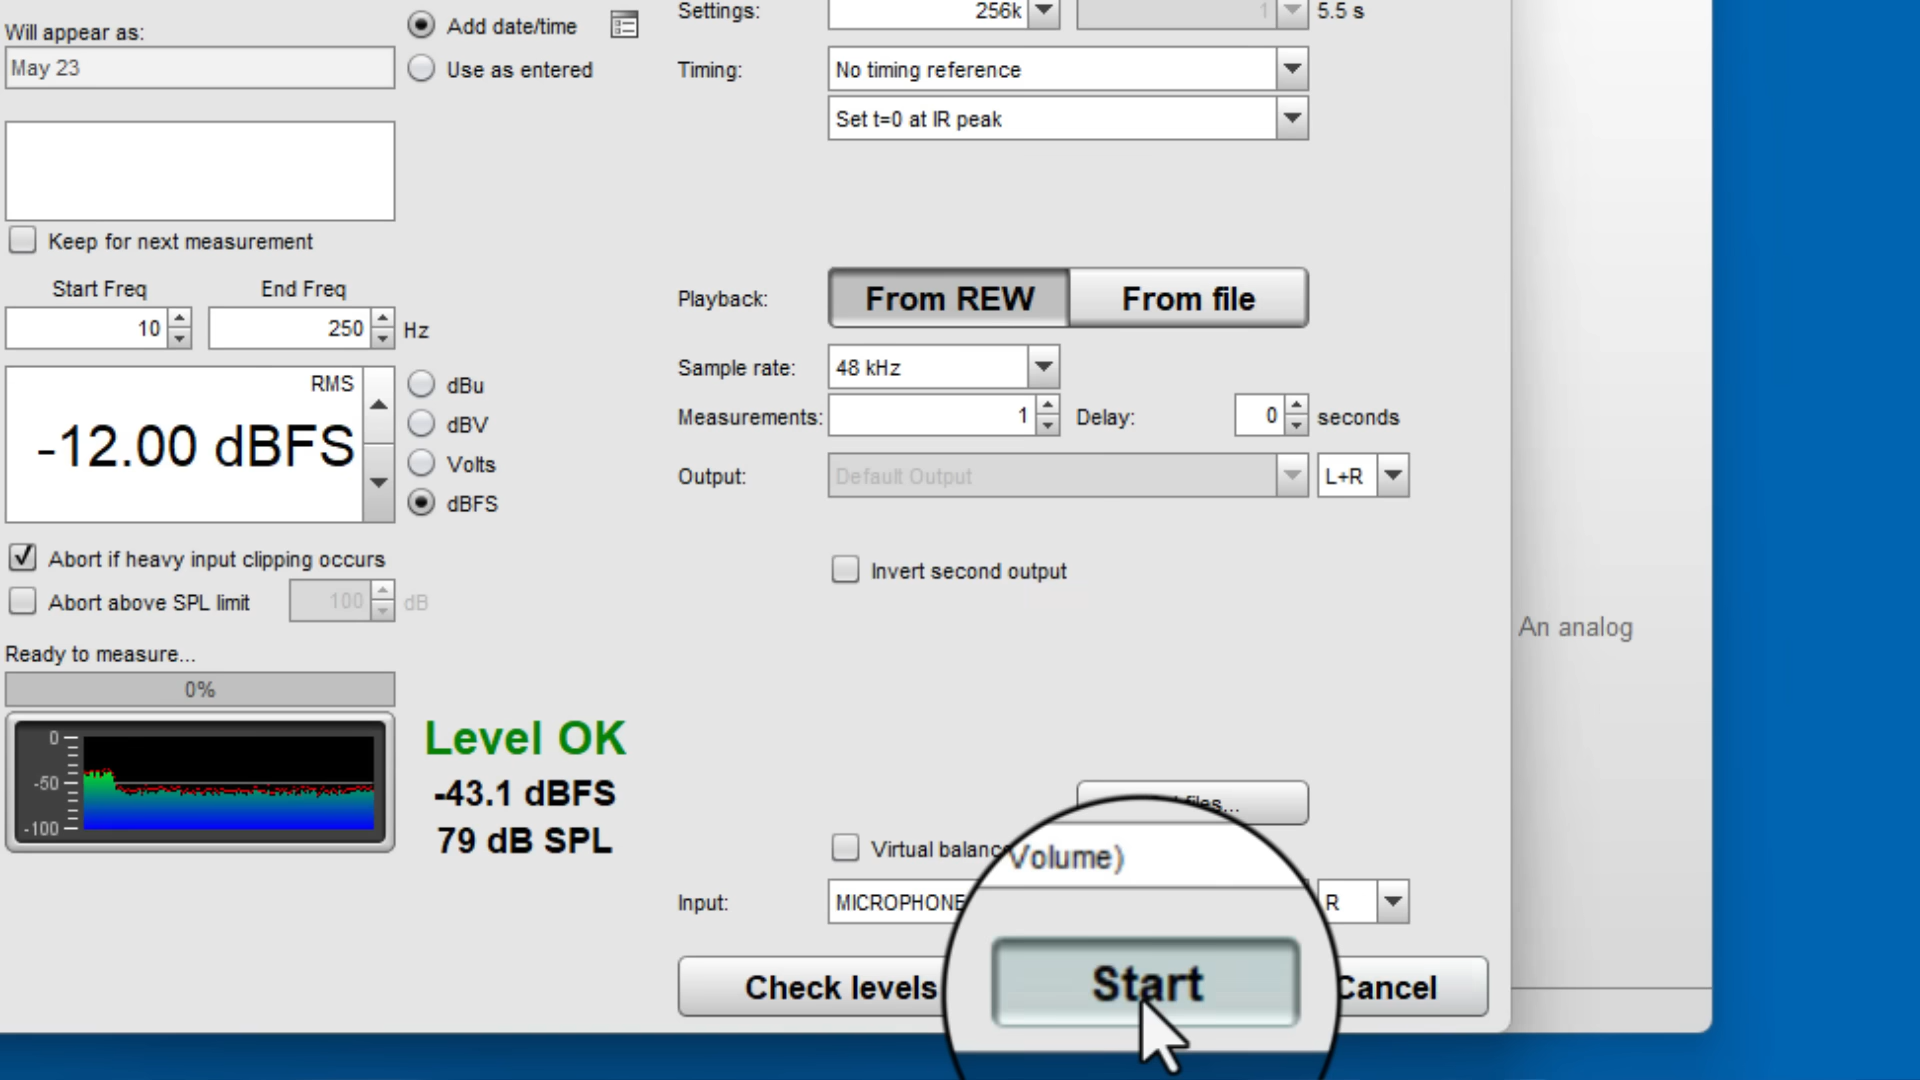 Will appear as:
May 23
Add date/time
Use as entered
Keep for next measurement
Start Freq
End Freq
10
250
Hz
RMS
-12.00 dBFS
dBu
dBV
Volts
dBFS
Abort if heavy input clipping occurs
Abort above SPL limit
100
dB
Ready to measure...
0%
0
-50
-100
Level OK
-43.1 dBFS
79 dB SPL
Settings:
256k
1
5.5 s
Timing:
No timing reference
Set t=0 at IR peak
Playback:
From REW
From file
Sample rate:
48 kHz
Measurements:
1
Delay:
0
seconds
Output:
Default Output
L+R
Invert second output
files...
Virtual balanc
Volume)
Input:
MICROPHONE
R
Check levels
Start
Cancel
An analog